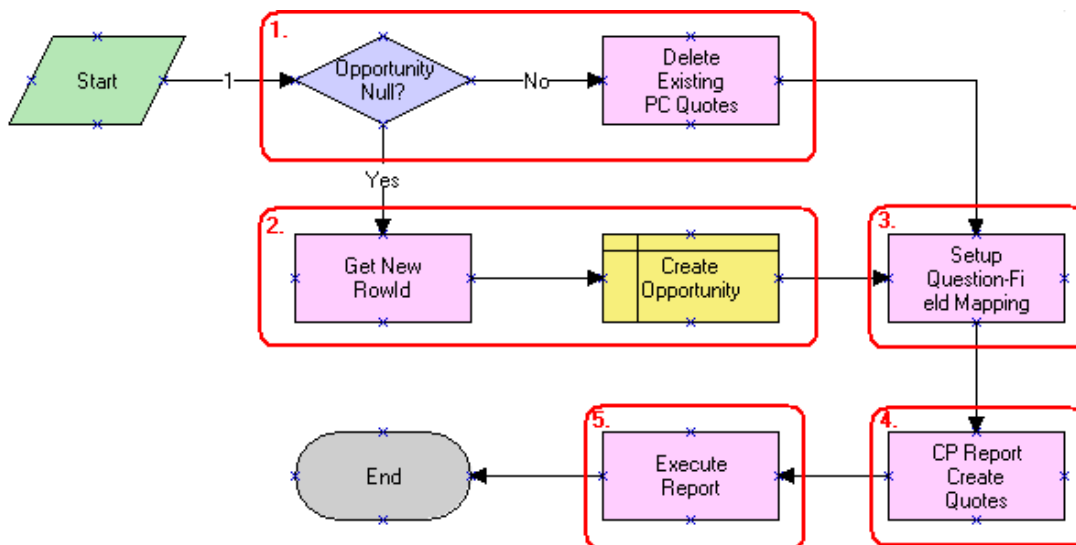 1.
Start
1
Opportunity
Null?
No
Delete
Existing
PC Quotes
Yes
2.
Get New
RowId
Create
Opportunity
3.
Setup
Question-Fi
eld Mapping
End
5.
Execute
Report
4.
CP Report
Create
Quotes